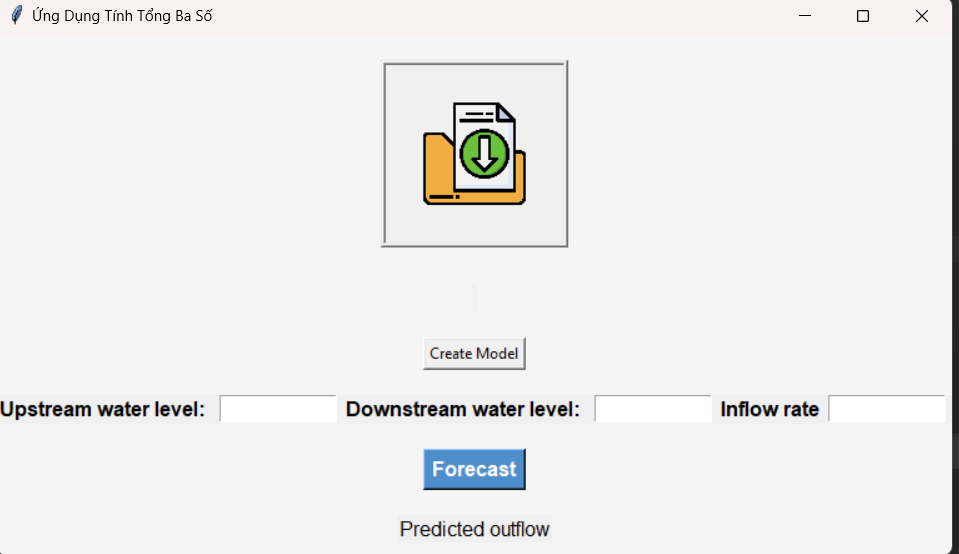 Ứng Dụng Tính Tổng Ba Số
Create Model
Upstream water level: Downstream water level: Inflow rate
Forecast
Predicted outflow